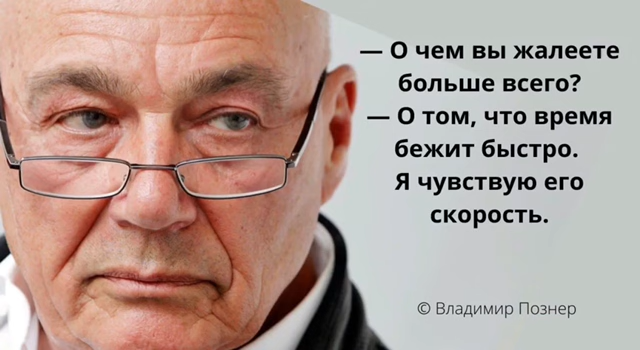 — О чем вы жалеете
больше всего?
— О том, что время
бежит быстро.
Я чувствую его
скорость.
© Владимир Познер